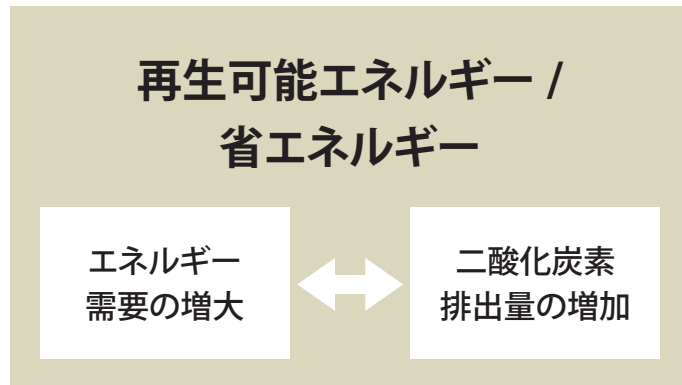 再生可能エネルギー /
省エネルギー
エネルギー
需要の増大
二酸化炭素
排出量の増加